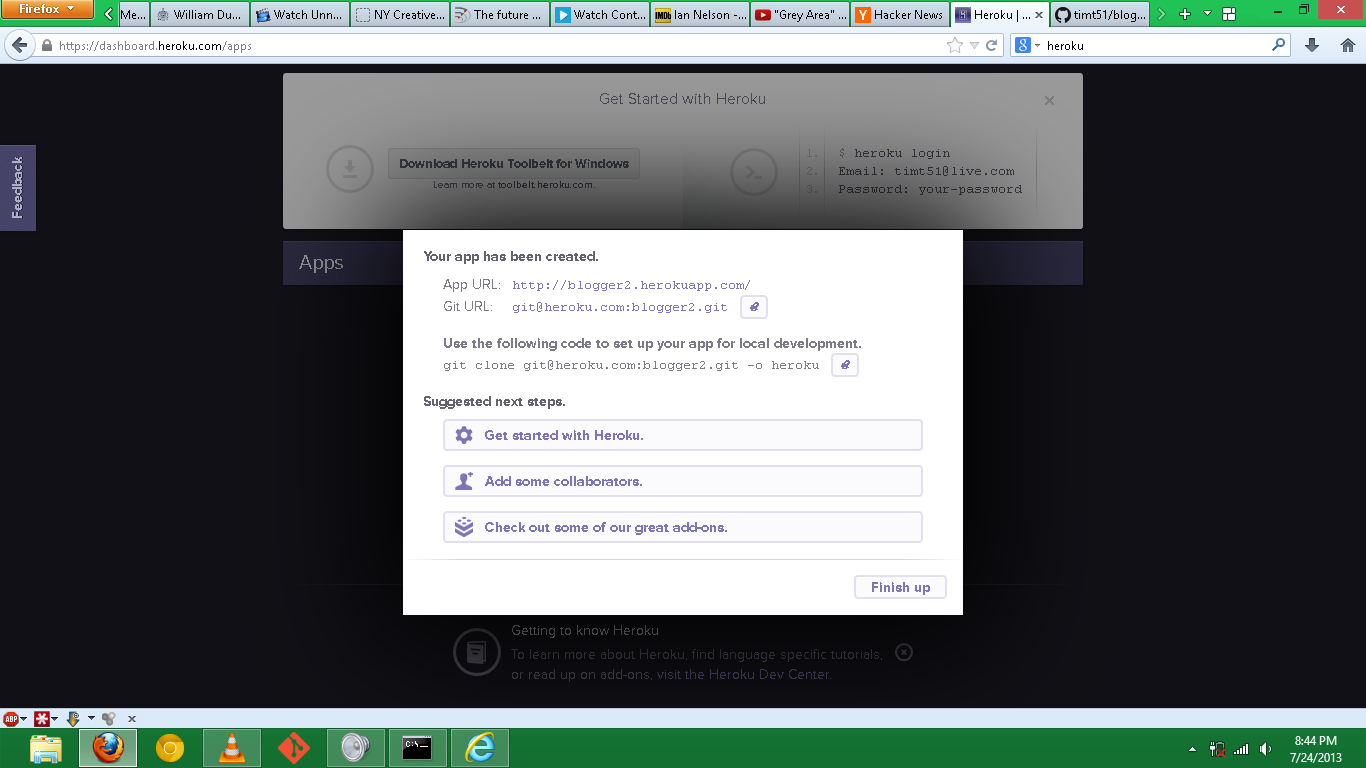 Firefox
Me...
William Du...
Watch Unn...
NY Creative...
The future ...
Watch Cont...
IMDb Ian Nelson -...
"Grey Area" ...
Y Hacker News
Heroku | ...
timt51/blog...
https://dashboard.heroku.com/apps
g heroku
Get Started with Heroku
Download Heroku Toolbelt for Windows
Learn more at toolbelt.heroku.com.
1. $ heroku login
2. Email: timt51@live.com
3. Password: your-password
Feedback
Apps
Your app has been created.
App URL: http://blogger2.herokuapp.com/
Git URL: git@heroku.com:blogger2.git
Use the following code to set up your app for local development.
git clone git@heroku.com:blogger2.git -o heroku
Suggested next steps.
Get started with Heroku.
Add some collaborators.
Check out some of our great add-ons.
Finish up
Getting to know Heroku
To learn more about Heroku, find language specific tutorials,
or read up on add-ons, visit the Heroku Dev Center.
ABP
C:\_
8:44 PM
7/24/2013